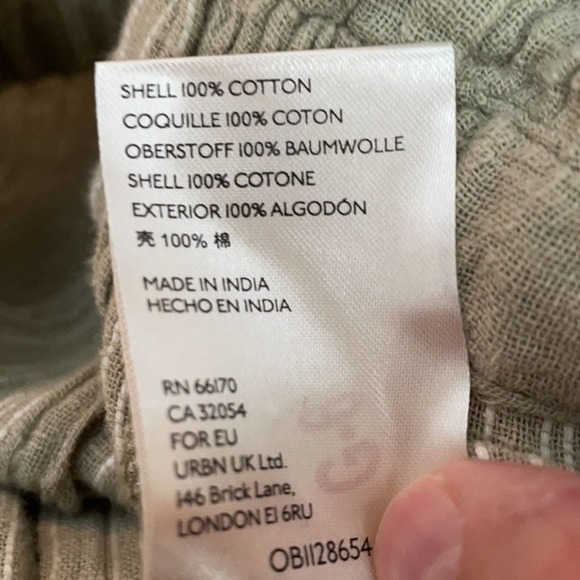 SHELL 100% COTTON
COQUILLE 100% COTON
OBERSTOFF 100% BAUMWOLLE
SHELL 100% COTONE
EXTERIOR 100% ALGODÓN
壳 100% 棉
MADE IN INDIA
HECHO EN INDIA
RN 66170
CA 32054
FOR EU
URBN UK Ltd.
146 Brick Lane,
LONDON E1 6RU
OB1128654